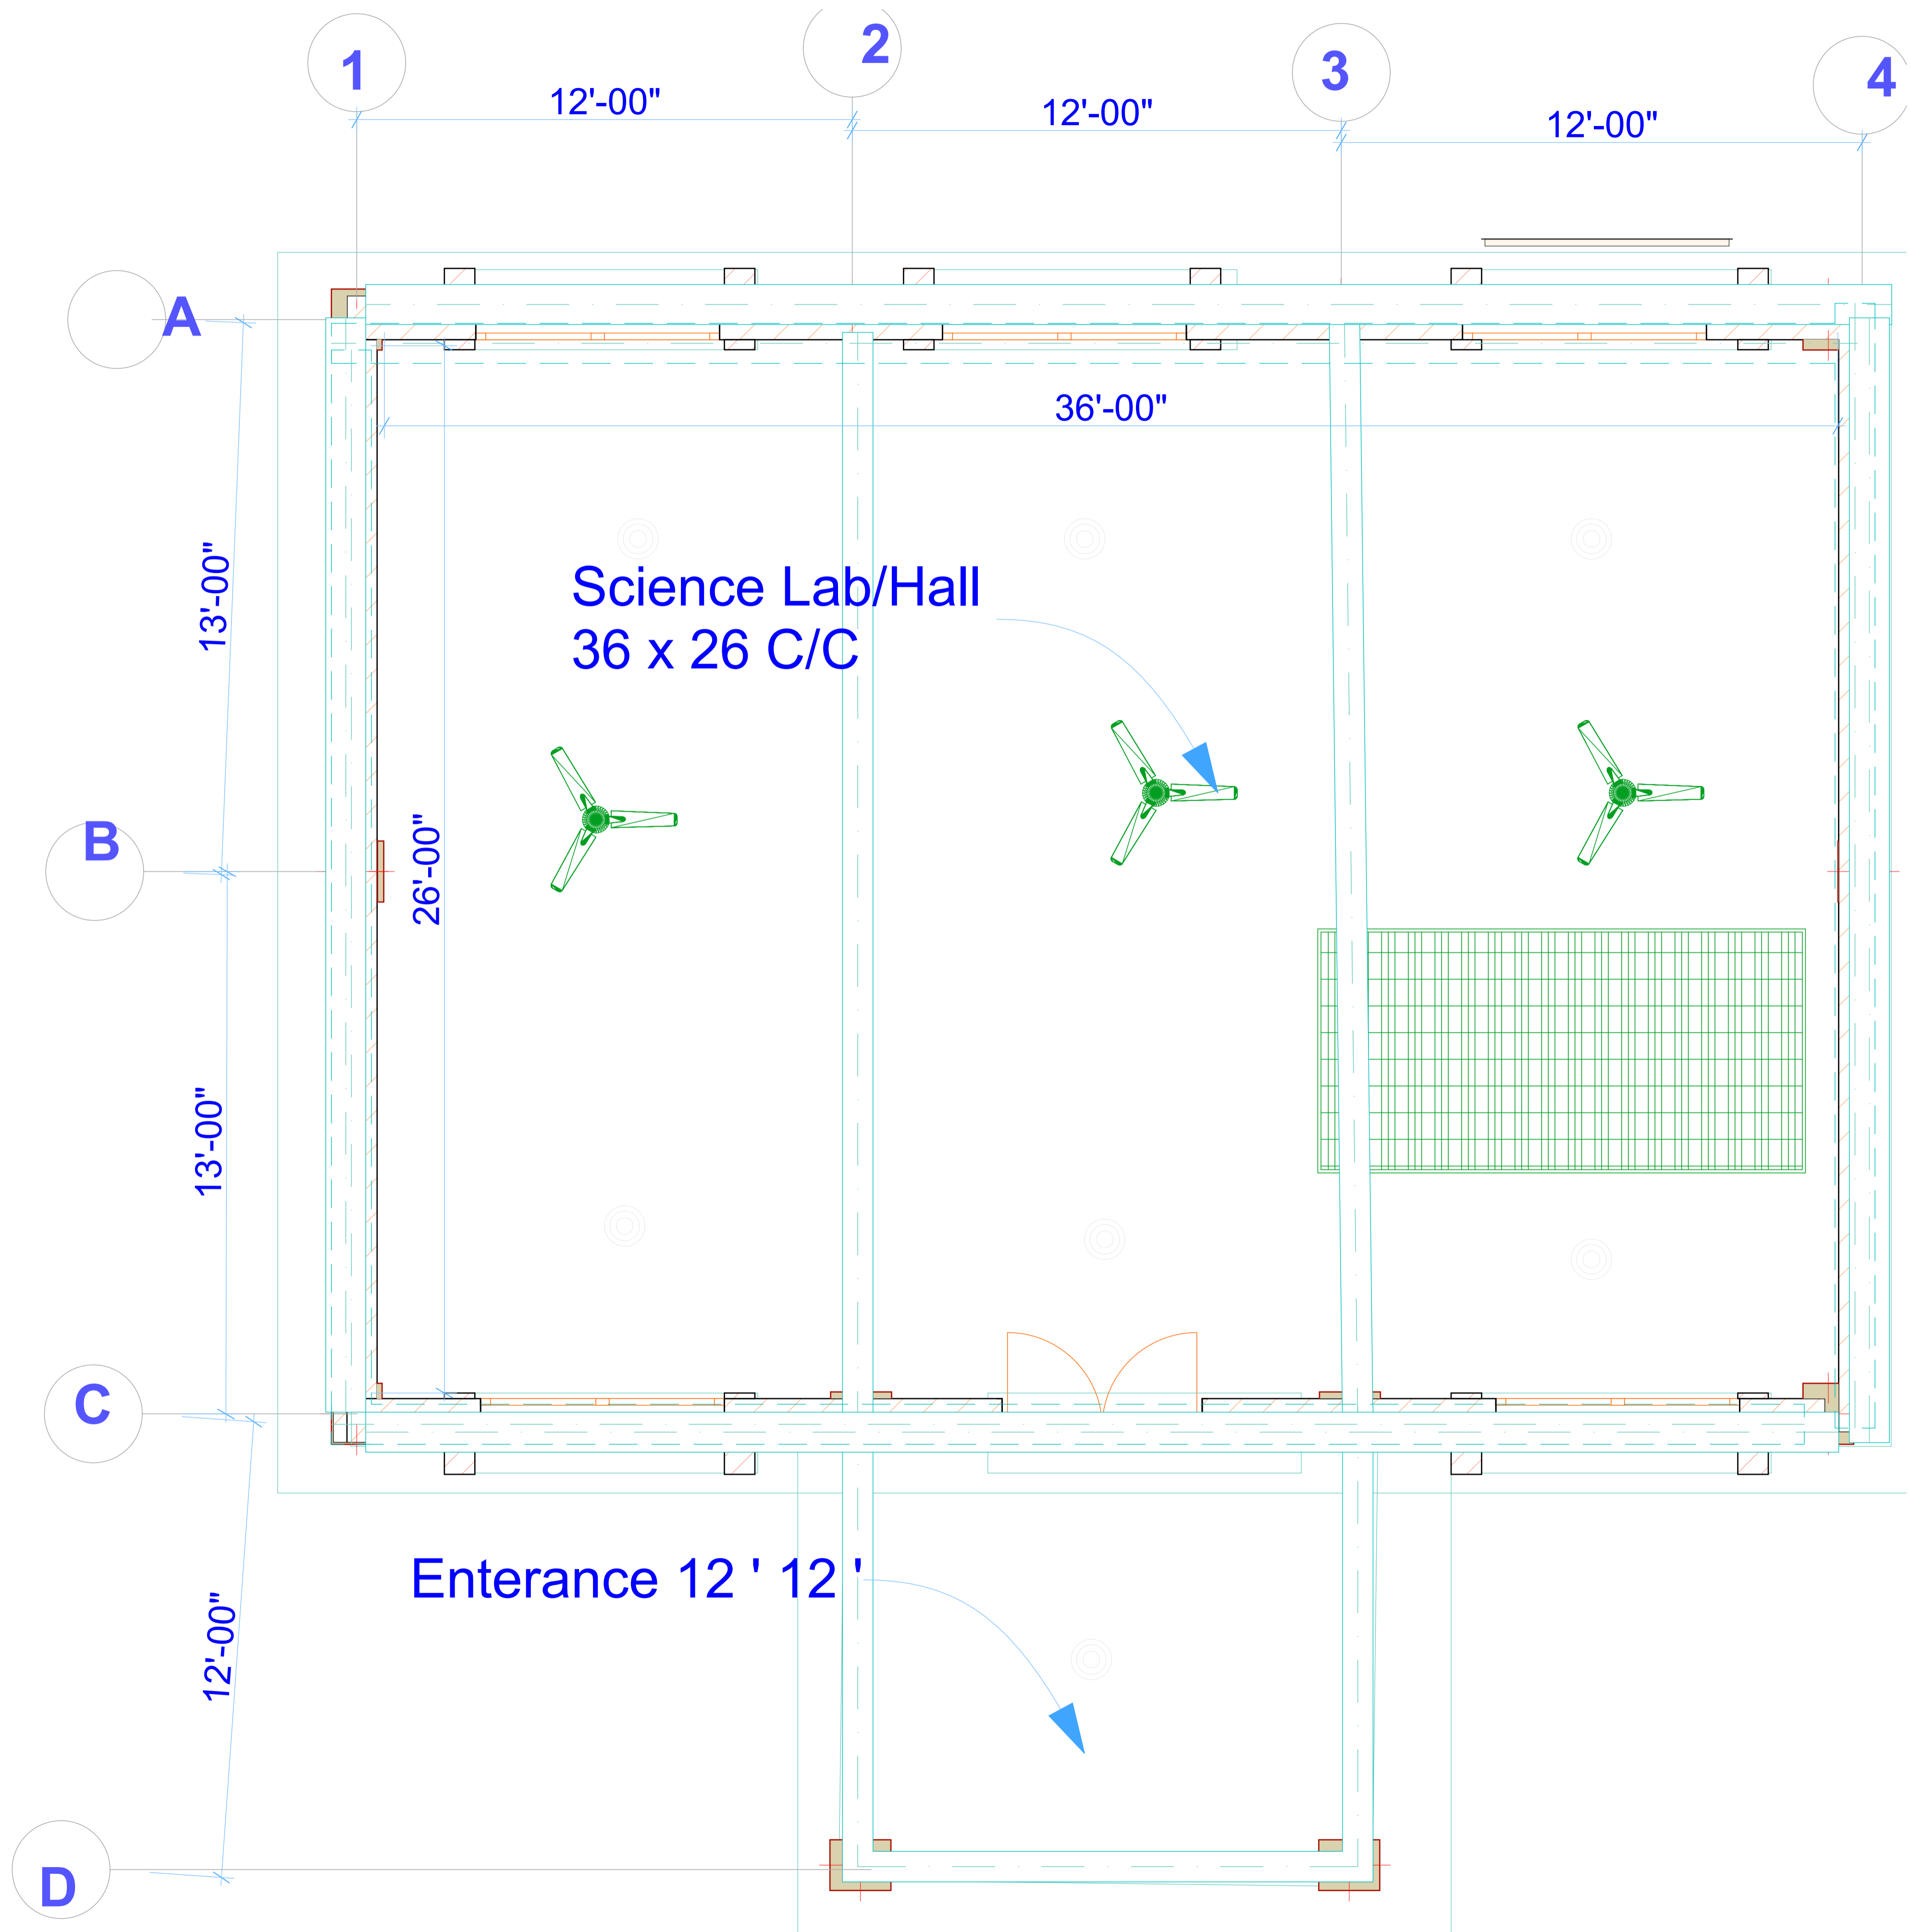 1
2
3
4
12'-00"
12'-00"
12'-00"
A
36'-00"
13'-00"
Science Lab/Hall
36 x 26 C/C
B
26'-00"
13'-00"
C
Enterance 12 ' 12 '
12'-00"
D